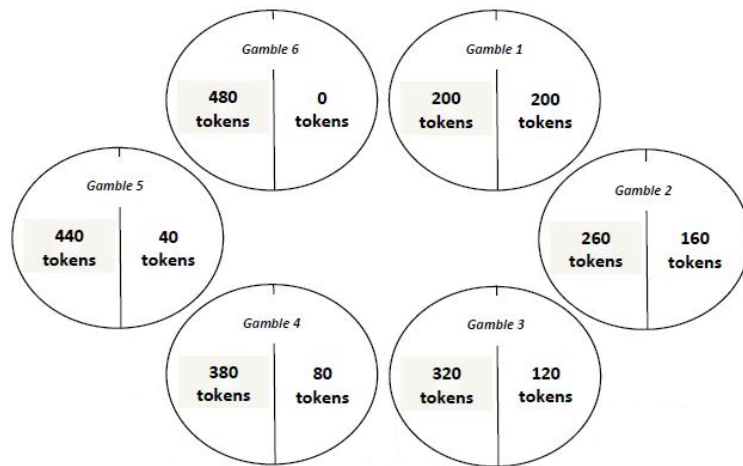 Gamble 6
480 tokens
0 tokens
Gamble 1
200 tokens
200 tokens
Gamble 5
440 tokens
40 tokens
Gamble 2
260 tokens
160 tokens
Gamble 4
380 tokens
80 tokens
Gamble 3
320 tokens
120 tokens